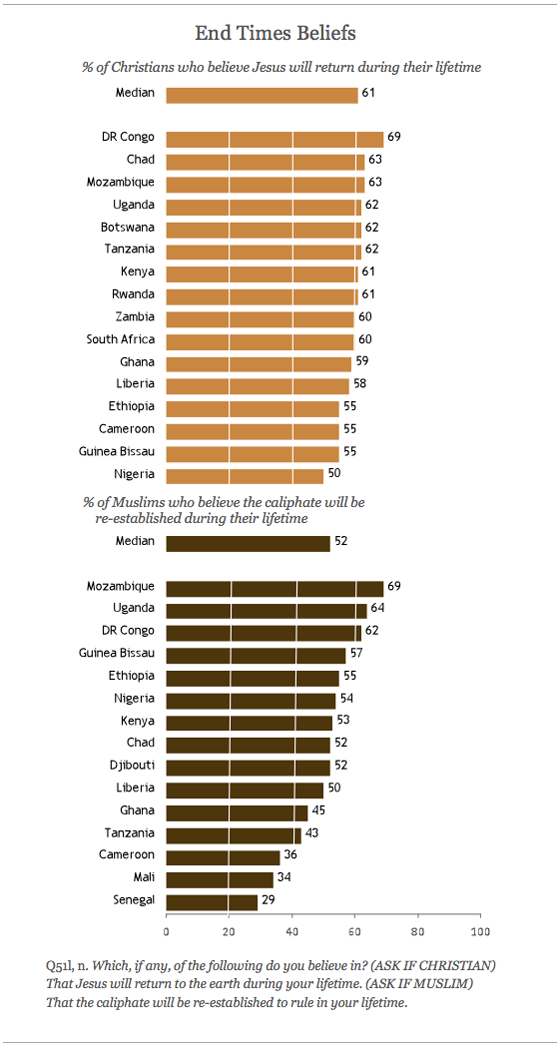 End Times Beliefs
% of Christians who believe Jesus will return during their lifetime
Median 61
DR Congo 69
Chad 63
Mozambique 63
Uganda 62
Botswana 62
Tanzania 62
Kenya 61
Rwanda 61
Zambia 60
South Africa 60
Ghana 59
Liberia 58
Ethiopia 55
Cameroon 55
Guinea Bissau 55
Nigeria 50
% of Muslims who believe the caliphate will be
re-established during their lifetime
Median 52
Mozambique 69
Uganda 64
DR Congo 62
Guinea Bissau 57
Ethiopia 55
Nigeria 54
Kenya 53
Chad 52
Djibouti 52
Liberia 50
Ghana 45
Tanzania 43
Cameroon 36
Mali 34
Senegal 29
0 20 40 60 80 100
Q51l, n. Which, if any, of the following do you believe in? (ASK IF CHRISTIAN)
That Jesus will return to the earth during your lifetime. (ASK IF MUSLIM)
That the caliphate will be re-established to rule in your lifetime.